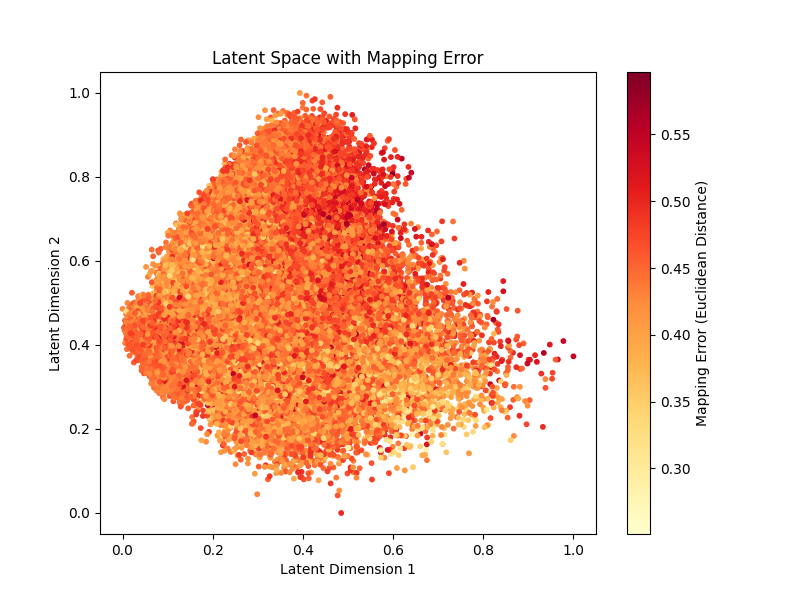 Latent Space with Mapping Error
1.0
0.8
0.6
0.4
0.2
0.0
Latent Dimension 2
0.0 0.2 0.4 0.6 0.8 1.0
Latent Dimension 1
0.55
0.50
0.45
0.40
0.35
0.30
Mapping Error (Euclidean Distance)